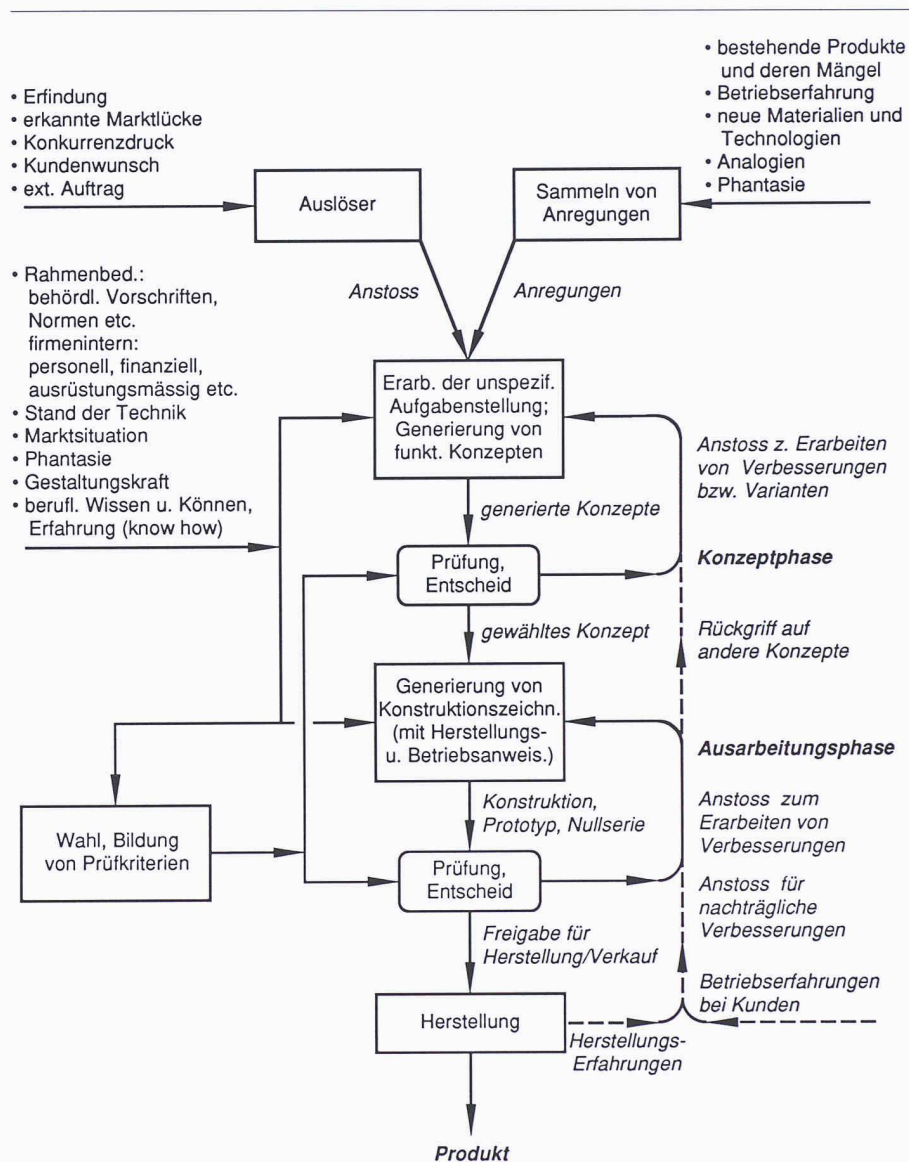 • Erfindung
• erkannte Marktlücke
• Konkurrenzdruck
• Kundenwunsch
• ext. Auftrag
• bestehende Produkte
und deren Mängel
• Betriebserfahrung
• neue Materialien und
Technologien
• Analogien
• Phantasie
Auslöser
Sammeln von
Anregungen
Anstoss
Anregungen
• Rahmenbed.:
behördl. Vorschriften,
Normen etc.
firmenintern:
personell, finanziell,
ausrüstungsmässig etc.
• Stand der Technik
• Marktsituation
• Phantasie
• Gestaltungskraft
• berufl. Wissen u. Können,
Erfahrung (know how)
Erarb. der unspezif.
Aufgabenstellung;
Generierung von
funkt. Konzepten
Anstoss z. Erarbeiten
von Verbesserungen
bzw. Varianten
generierte Konzepte
Prüfung,
Entscheid
Konzeptphase
gewähltes Konzept
Rückgriff auf
andere Konzepte
Generierung von
Konstruktionszeichn.
(mit Herstellungs-
u. Betriebsanweis.)
Ausarbeitungsphase
Konstruktion,
Prototyp, Nullserie
Anstoss zum
Erarbeiten von
Verbesserungen
Wahl, Bildung
von Prüfkriterien
Prüfung,
Entscheid
Anstoss für
nachträgliche
Verbesserungen
Freigabe für
Herstellung/Verkauf
Betriebserfahrungen
bei Kunden
Herstellung
Herstellungs-
Erfahrungen
Produkt